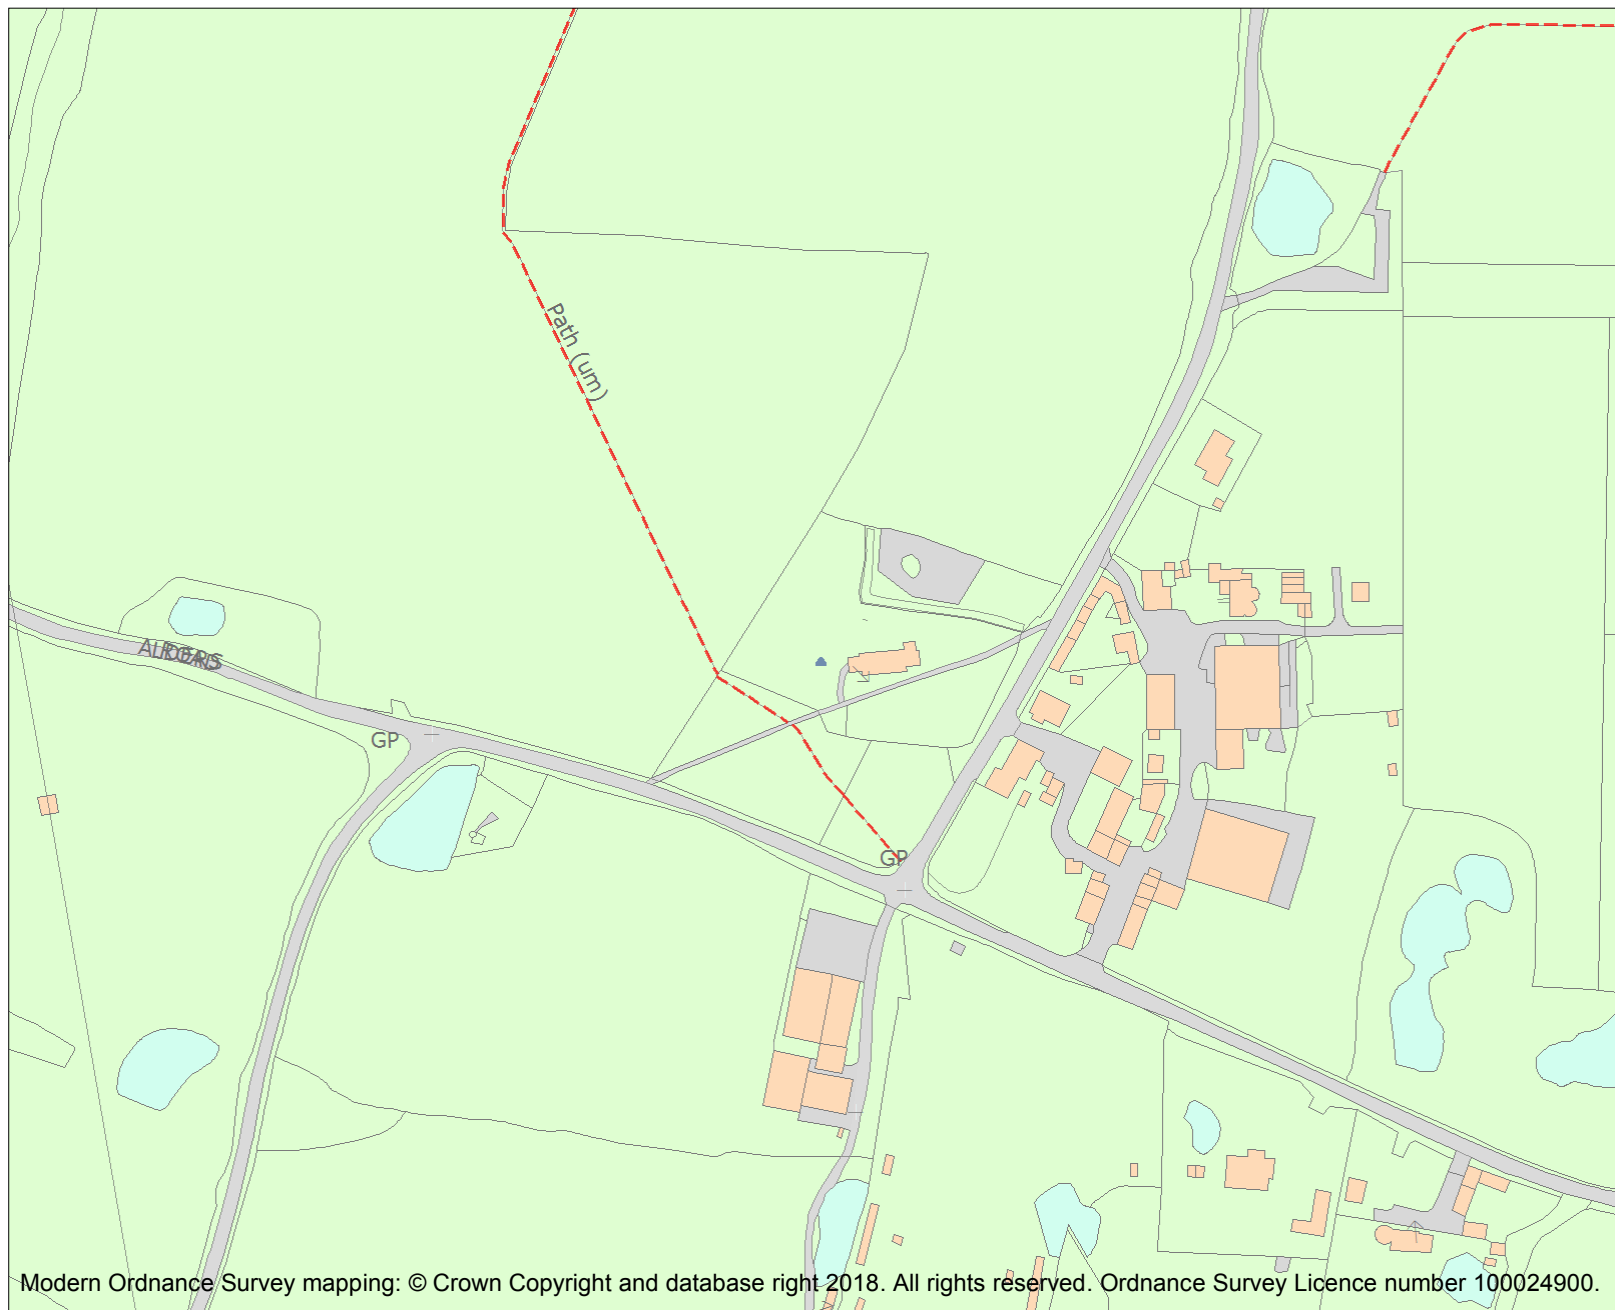 Path (um)
GP
GP
Modern Ordnance Survey mapping: © Crown Copyright and database right 2018. All rights reserved. Ordnance Survey Licence number 100024900.